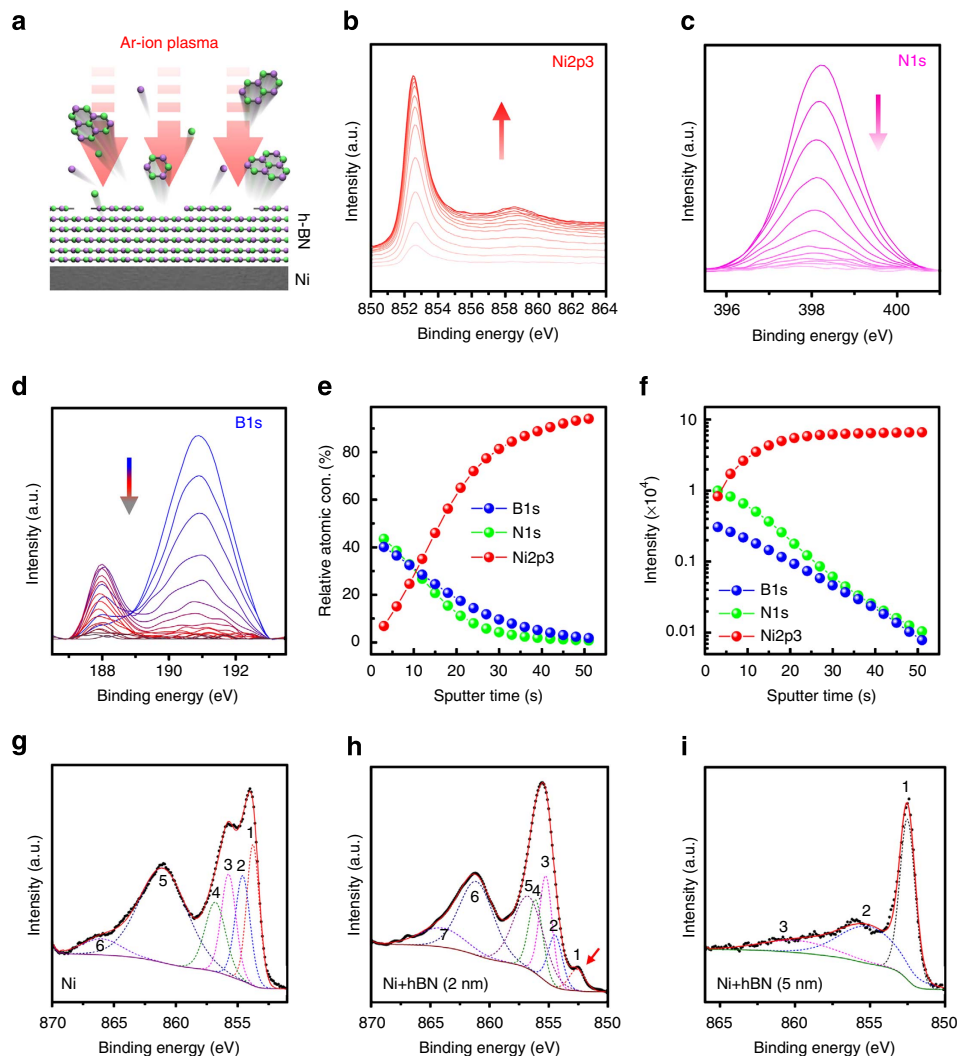 a
Ar-ion plasma
h-BN
Ni
b
Ni2p3
Intensity (a.u.)
850 852 854 856 858 860 862 864
Binding energy (eV)
c
N1s
Intensity (a.u.)
396 398 400
Binding energy (eV)
d
B1s
Intensity (a.u.)
188 190 192
Binding energy (eV)
e
Relative atomic con. (%)
80
60
40
20
0
B1s
N1s
Ni2p3
0 10 20 30 40 50
Sputter time (s)
f
Intensity (×10⁴)
10
1
0.1
0.01
B1s
N1s
Ni2p3
0 10 20 30 40 50
Sputter time (s)
g
Intensity (a.u.)
1
2
3
4
5
6
Ni
870 865 860 855
Binding energy (eV)
h
Intensity (a.u.)
3
5
4
6
2
7
1
Ni+hBN (2 nm)
870 865 860 855 850
Binding energy (eV)
i
Intensity (a.u.)
1
2
3
Ni+hBN (5 nm)
865 860 855 850
Binding energy (eV)